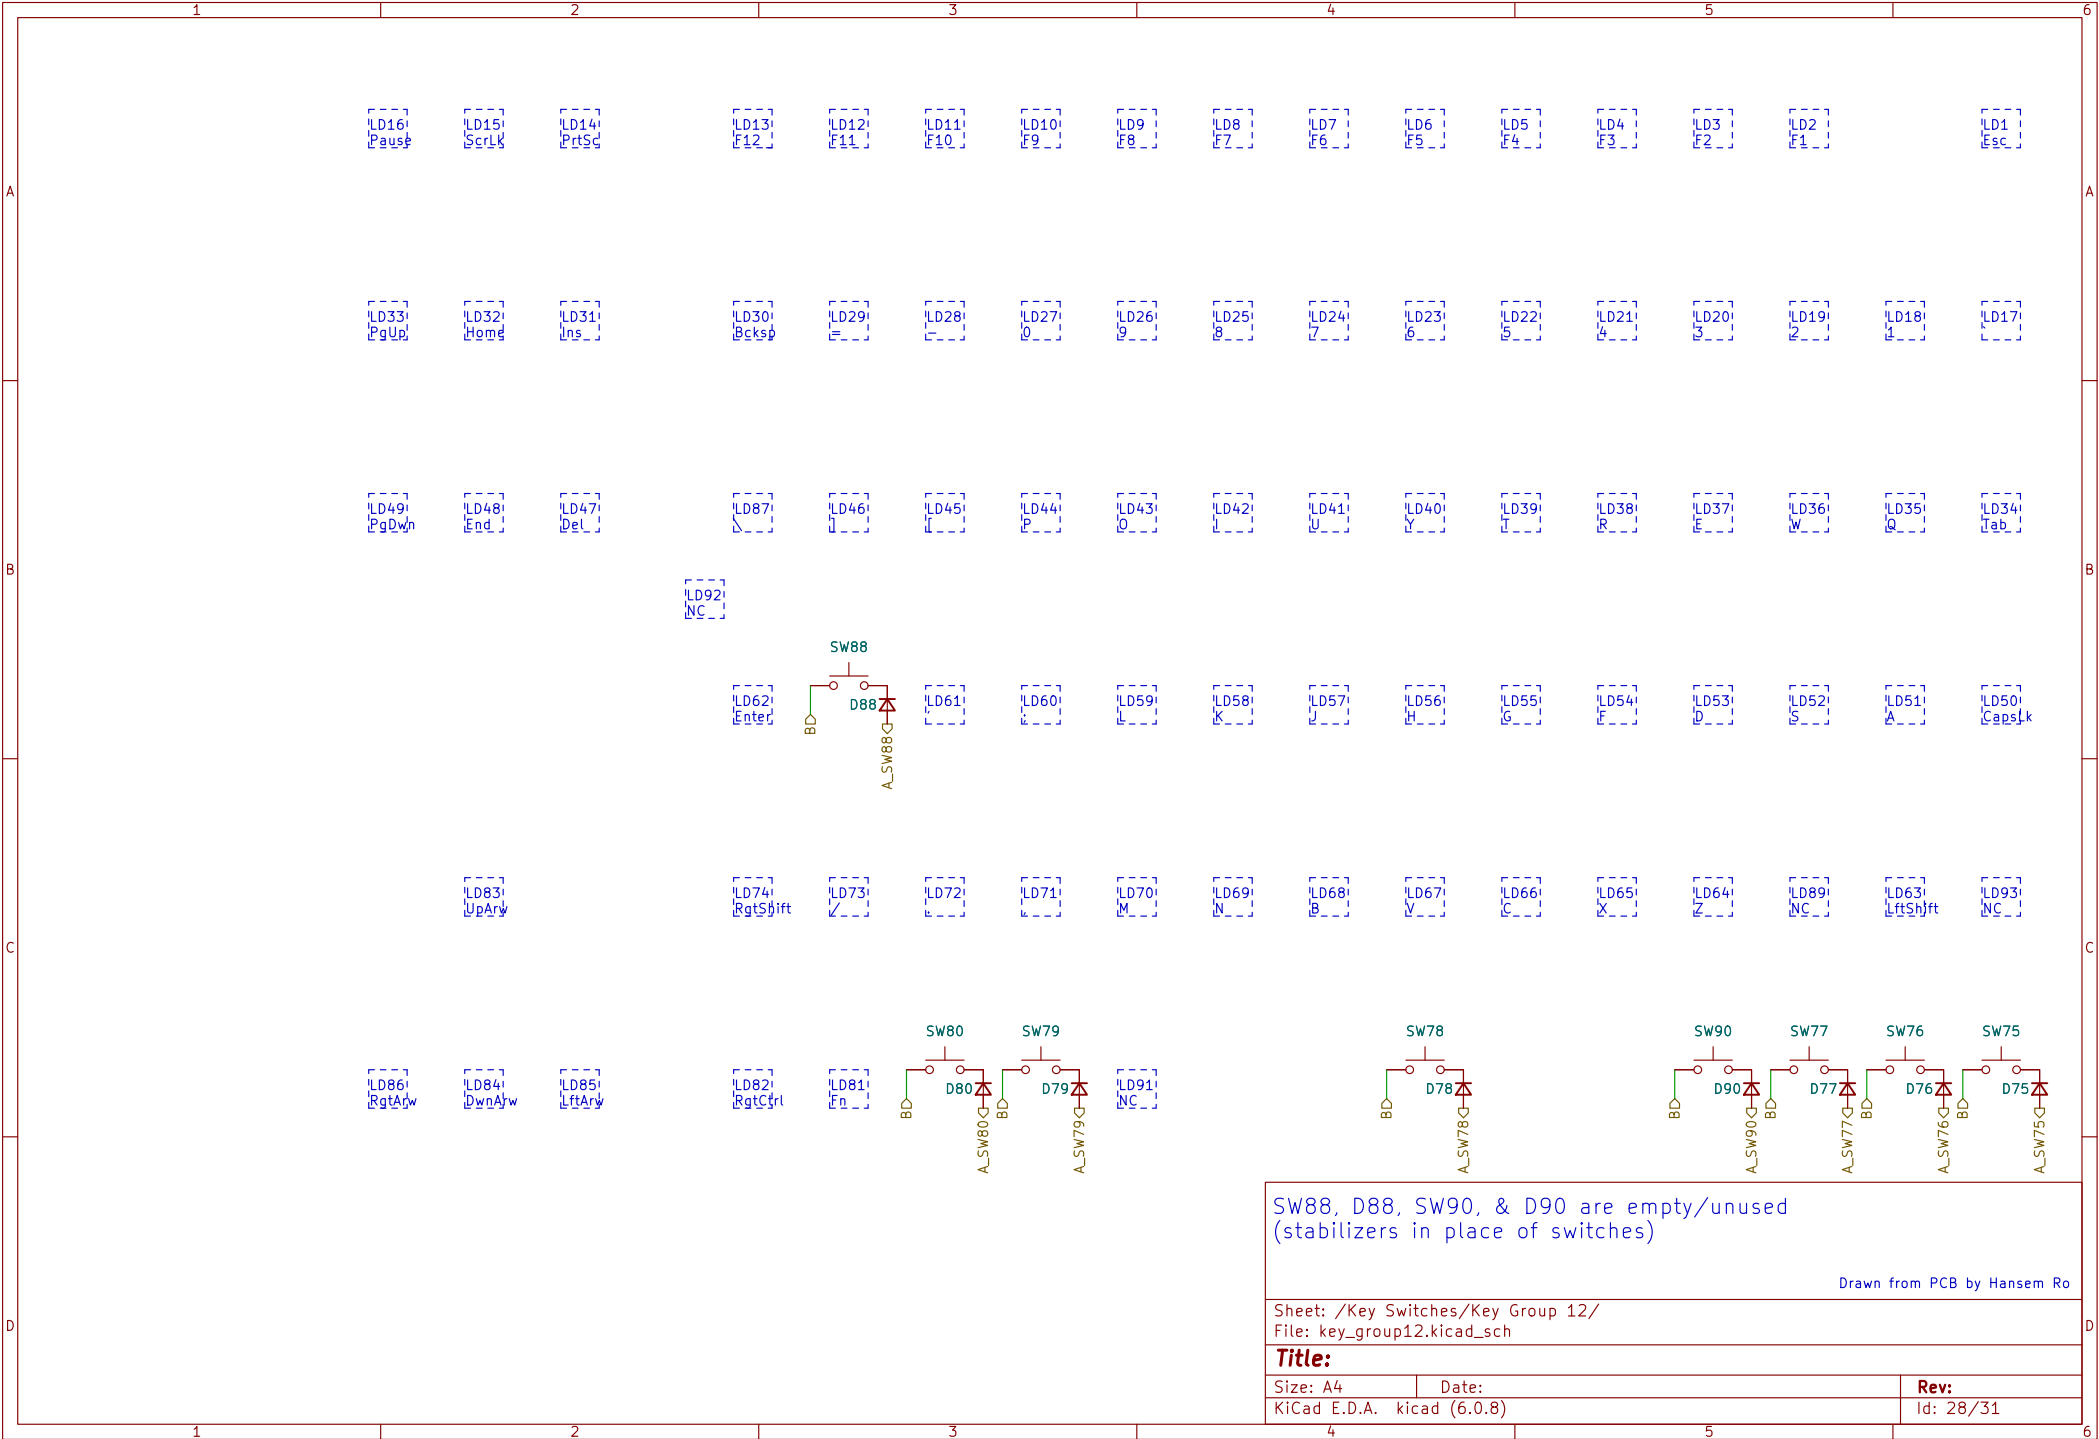 1 2 3 4 5 6
LD16 LD15 LD14 LD13 LD12 LD11 LD10 LD9 LD8 LD7 LD6 LD5 LD4 LD3 LD2 LD1
Pause ScrLk PrtSc F12 F11 F10 F9 F8 F7 F6 F5 F4 F3 F2 F1 Esc
A A
LD33 LD32 LD31 LD30 LD29 LD28 LD27 LD26 LD25 LD24 LD23 LD22 LD21 LD20 LD19 LD18 LD17
PgUp Home Ins Bcksp = - 0 9 8 7 6 5 4 3 2 1 `
LD49 LD48 LD47 LD87 LD46 LD45 LD44 LD43 LD42 LD41 LD40 LD39 LD38 LD37 LD36 LD35 LD34
PgDwn End Del \ ] [ P O I U Y T R E W Q Tab
B B
LD92
NC
SW88
LD62 D88 LD61 LD60 LD59 LD58 LD57 LD56 LD55 LD54 LD53 LD52 LD51 LD50
Enter ' ; L K J H G F D S A CapsLk
B A_SW88
LD83 LD74 LD73 LD72 LD71 LD70 LD69 LD68 LD67 LD66 LD65 LD64 LD89 LD63 LD93
UpArw RgtShift / . , M N B V C X Z NC LftShift NC
C C
SW80 SW79 SW78 SW90 SW77 SW76 SW75
LD86 LD84 LD85 LD82 LD81 D80 D79 LD91 D78 D90 D77 D76 D75
RgtArw DwnArw LftArw RgtCtrl Fn NC
B A_SW80 B A_SW79 B A_SW78 B A_SW90 B A_SW77 B A_SW76 B A_SW75
SW88, D88, SW90, & D90 are empty/unused
(stabilizers in place of switches)
Drawn from PCB by Hansem Ro
Sheet: /Key Switches/Key Group 12/
File: key_group12.kicad_sch
D D
Title:
Size: A4 Date: Rev:
KiCad E.D.A. kicad (6.0.8) Id: 28/31
1 2 3 4 5 6